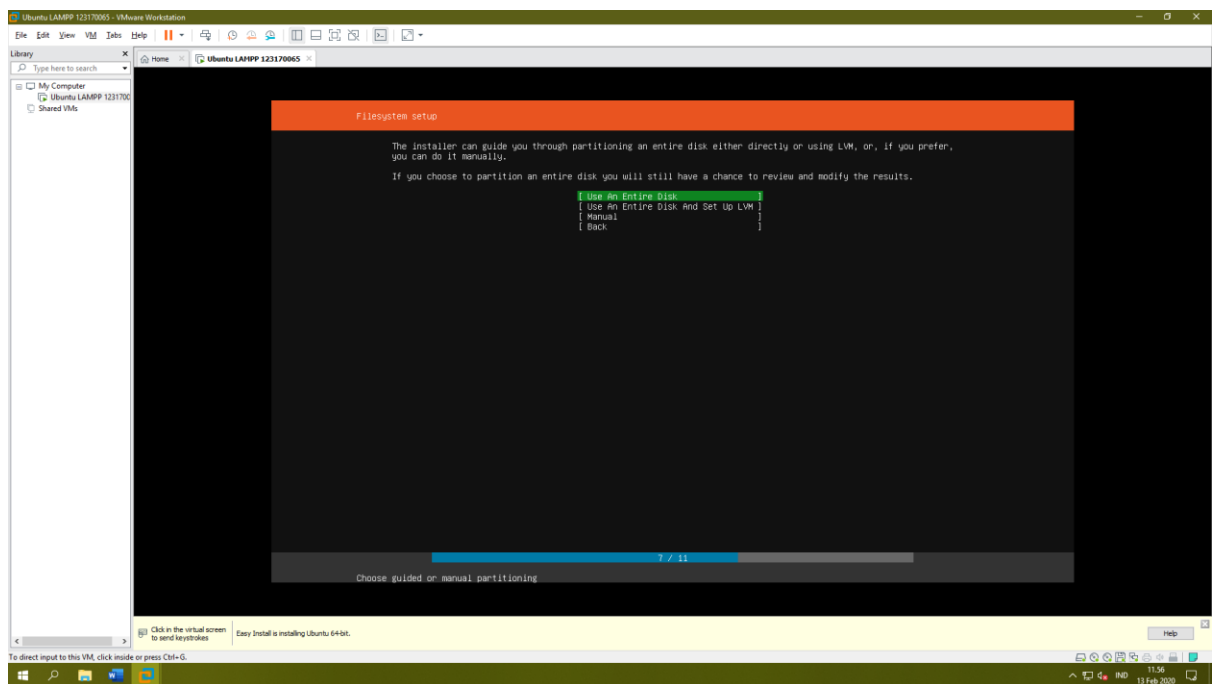 Ubuntu LAMPP 123170065 - VMware Workstation
File Edit View VM Tabs Help
Library
Type here to search
My Computer
Ubuntu LAMPP 1231700
Shared VMs
Home
Ubuntu LAMPP 123170065
Filesystem setup
The installer can guide you through partitioning an entire disk either directly or using LVM, or, if you prefer,
you can do it manually.
If you choose to partition an entire disk you will still have a chance to review and modify the results.
[ Use An Entire Disk ]
[ Use An Entire Disk And Set Up LVM ]
[ Manual ]
[ Back ]
7 / 11
Choose guided or manual partitioning
Click in the virtual screen
to send keystrokes
Easy Install is installing Ubuntu 64-bit.
Help
To direct input to this VM, click inside or press Ctrl+G.
IND
11.56
13 Feb 2020